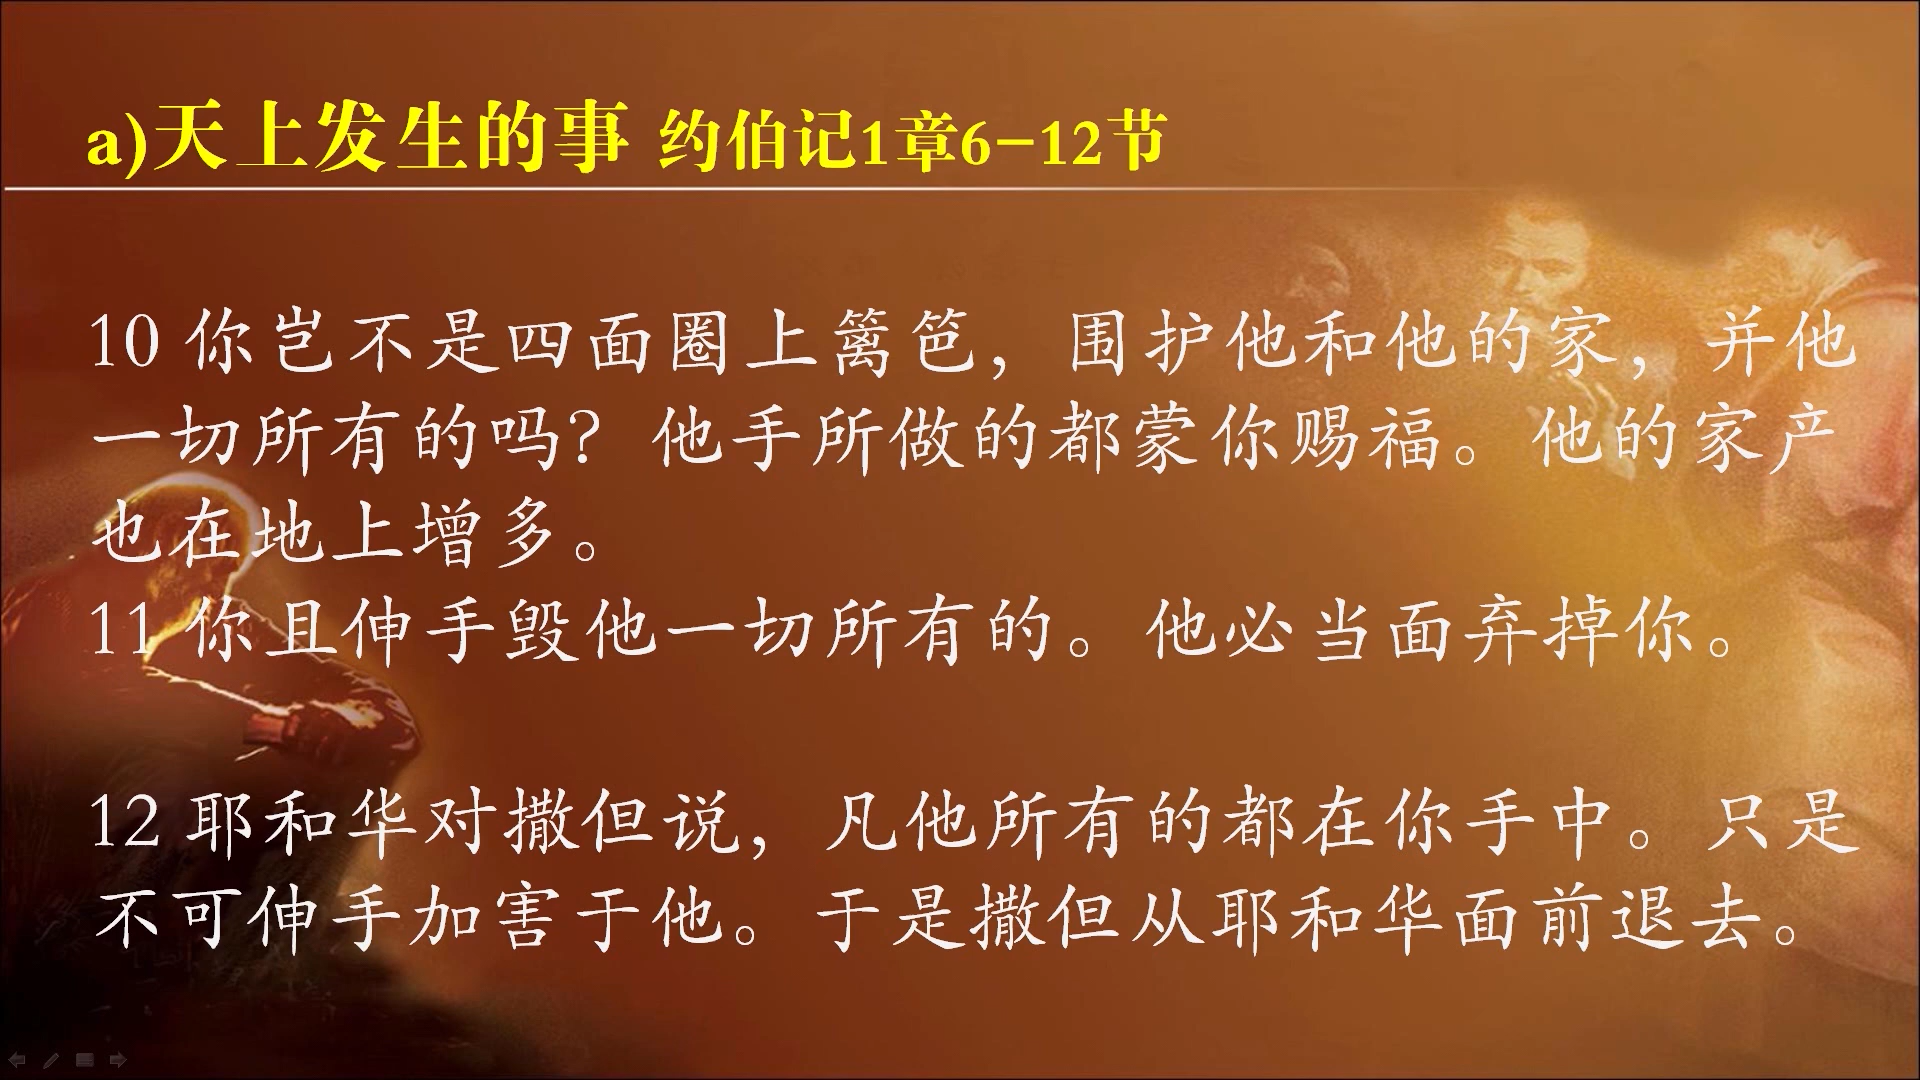 a)天上发生的事 约伯记1章6-12节
10 你岂不是四面圈上篱笆，围护他和他的家，并他
一切所有的吗？他手所做的都蒙你赐福。他的家产
也在地上增多。
11 你且伸手毁他一切所有的。他必当面弃掉你。
12 耶和华对撒但说，凡他所有的都在你手中。只是
不可伸手加害于他。于是撒但从耶和华面前退去。